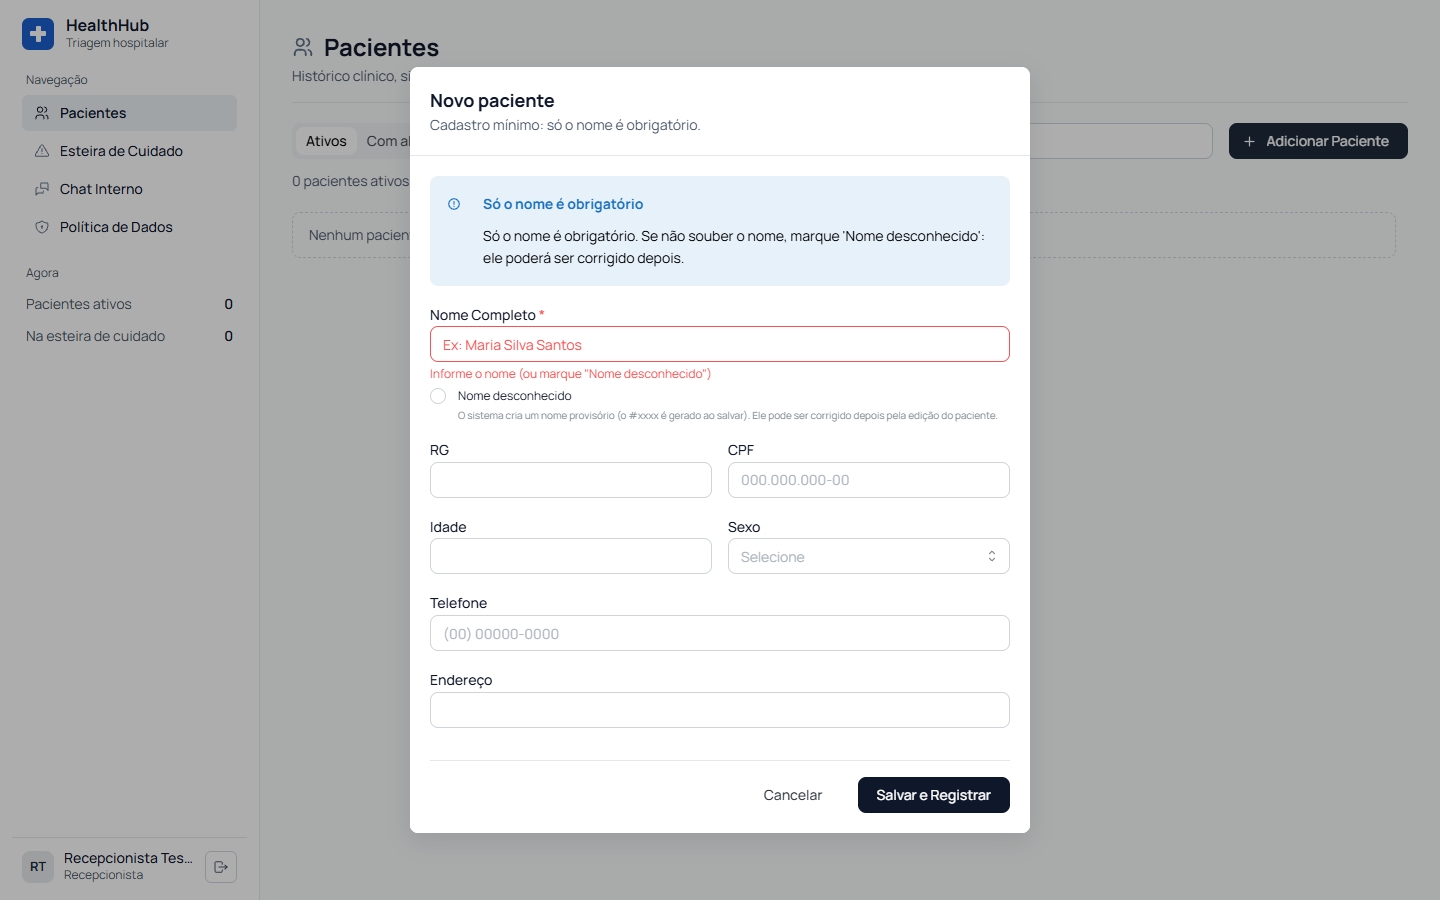 HealthHub
Triagem hospitalar
Navegação
Pacientes
Esteira de Cuidado
Chat Interno
Política de Dados
Agora
Pacientes ativos 0
Na esteira de cuidado 0
Recepcionista Tes...
RT
Recepcionista
Pacientes
Histórico clínico,
Ativos
Com
Adicionar Paciente
0 pacientes ativos
Nenhum
Novo paciente
Cadastro mínimo: só o nome é obrigatório.
Só o nome é obrigatório
Só o nome é obrigatório. Se não souber o nome, marque 'Nome desconhecido':
ele poderá ser corrigido depois.
Nome Completo *
Ex: Maria Silva Santos
Informe o nome (ou marque "Nome desconhecido")
Nome desconhecido
O sistema cria um nome provisório (o #xxxx é gerado ao salvar). Ele pode ser corrigido depois pela edição do paciente.
RG
CPF
000.000.000-00
Idade
Sexo
Selecione
Telefone
(00) 00000-0000
Endereço
Cancelar
Salvar e Registrar